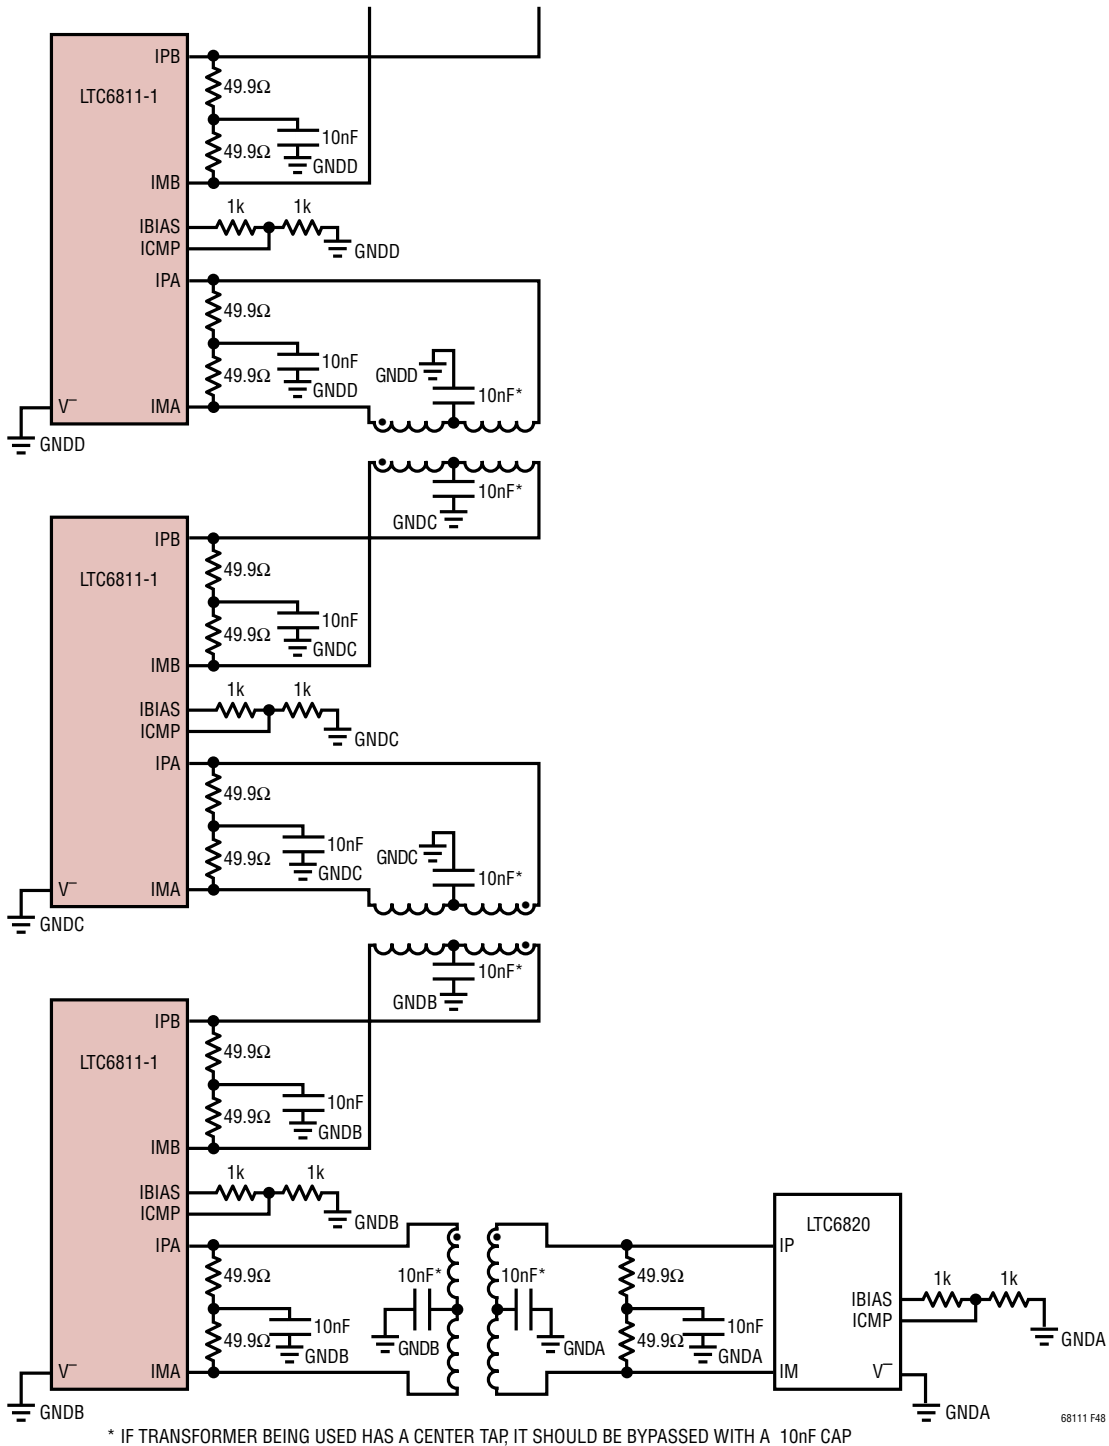 IPB
49.9Ω
LTC6811-1
10nF
49.9Ω
GNDD
IMB
1k 1k
IBIAS
ICMP
GNDD
IPA
49.9Ω
10nF
GNDD
49.9Ω
GNDD
10nF*
V–
IMA
GNDD
10nF*
GNDC
IPB
49.9Ω
LTC6811-1
10nF
49.9Ω
GNDC
IMB
1k 1k
IBIAS
ICMP
GNDC
IPA
49.9Ω
10nF
GNDC
49.9Ω
GNDC
10nF*
V–
IMA
GNDC
10nF*
GNDB
IPB
49.9Ω
LTC6811-1
10nF
49.9Ω
GNDB
IMB
1k 1k
IBIAS
ICMP
GNDB
LTC6820
IPA
IP
49.9Ω
10nF*
10nF*
49.9Ω
1k 1k
IBIAS
ICMP
10nF
49.9Ω
GNDB
GNDB
GNDA
10nF
49.9Ω
GNDA
GNDA
V–
IMA
IM
V–
GNDB
GNDA
68111 F48
* IF TRANSFORMER BEING USED HAS A CENTER TAP, IT SHOULD BE BYPASSED WITH A 10nF CAP